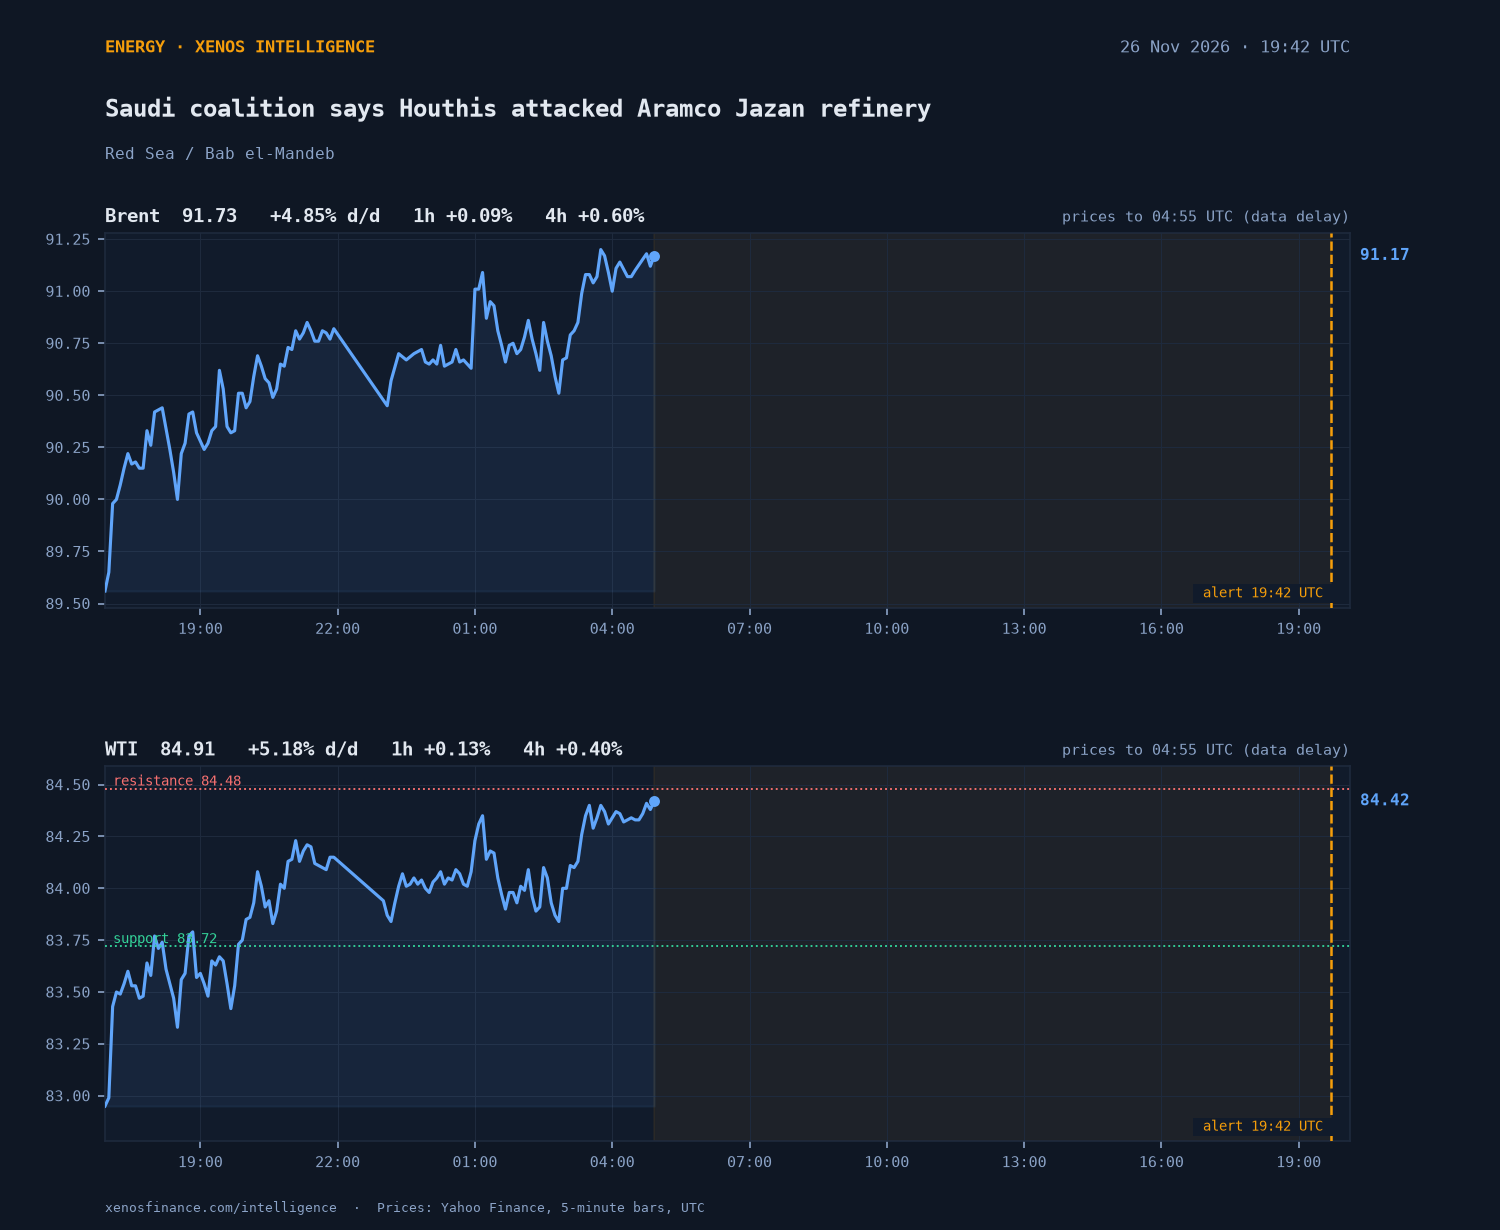 ENERGY · XENOS INTELLIGENCE
26 Nov 2026 · 19:42 UTC
Saudi coalition says Houthis attacked Aramco Jazan refinery
Red Sea / Bab el-Mandeb
Brent 91.73 +4.85% d/d 1h +0.09% 4h +0.60%
prices to 04:55 UTC (data delay)
91.25
91.00
90.75
90.50
90.25
90.00
89.75
89.50
91.17
alert 19:42 UTC
19:00 22:00 01:00 04:00 07:00 10:00 13:00 16:00 19:00
WTI 84.91 +5.18% d/d 1h +0.13% 4h +0.40%
prices to 04:55 UTC (data delay)
84.50
84.25
84.00
83.75
83.50
83.25
83.00
resistance 84.48
84.42
support 83.72
alert 19:42 UTC
19:00 22:00 01:00 04:00 07:00 10:00 13:00 16:00 19:00
xenosfinance.com/intelligence · Prices: Yahoo Finance, 5-minute bars, UTC